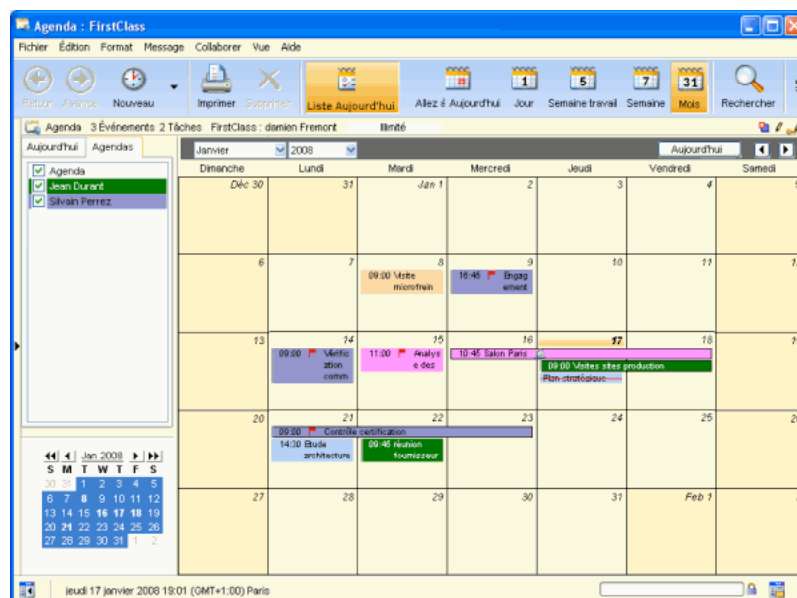 Agenda : FirstClass
Fichier Édition Format Message Collaborer Vue Aide
Retour Avance Nouveau Imprimer Supprimer Liste Aujourd'hui Allez à Aujourd'hui Jour Semaine travail Semaine Mois Rechercher
Agenda 3 Événements 2 Tâches FirstClass : damien Fremont Illimité
Aujourd'hui Agendas
Janvier 2008 Aujourd'hui
Agenda
Jean Durant
Silvain Perrez
Dimanche Lundi Mardi Mercredi Jeudi Vendredi Samedi
Déc 30 31 Jan 1 2 3 4
6 7 8 9 10 11
09:00 Visite microtrein
16:45 Engag
ement
13 14 15 16 17 18
09:00 Vérific
ation
comm
11:00 Analys
e des
10:45 Salon Paris
09:00 Visites sites production
Plan stratégique
20 21 22 23 24 25
09:00 Contrôle certification
14:30 Etude
architecture
09:45 réunion
fournisseur
27 28 29 30 31 Feb 1
Jan 2008
S M T W T F S
30 31 1 2 3 4 5
6 7 8 9 10 11 12
13 14 15 16 17 18 19
20 21 22 23 24 25 26
27 28 29 30 31 1 2
jeudi 17 janvier 2008 19:01 (GMT+1:00) Paris